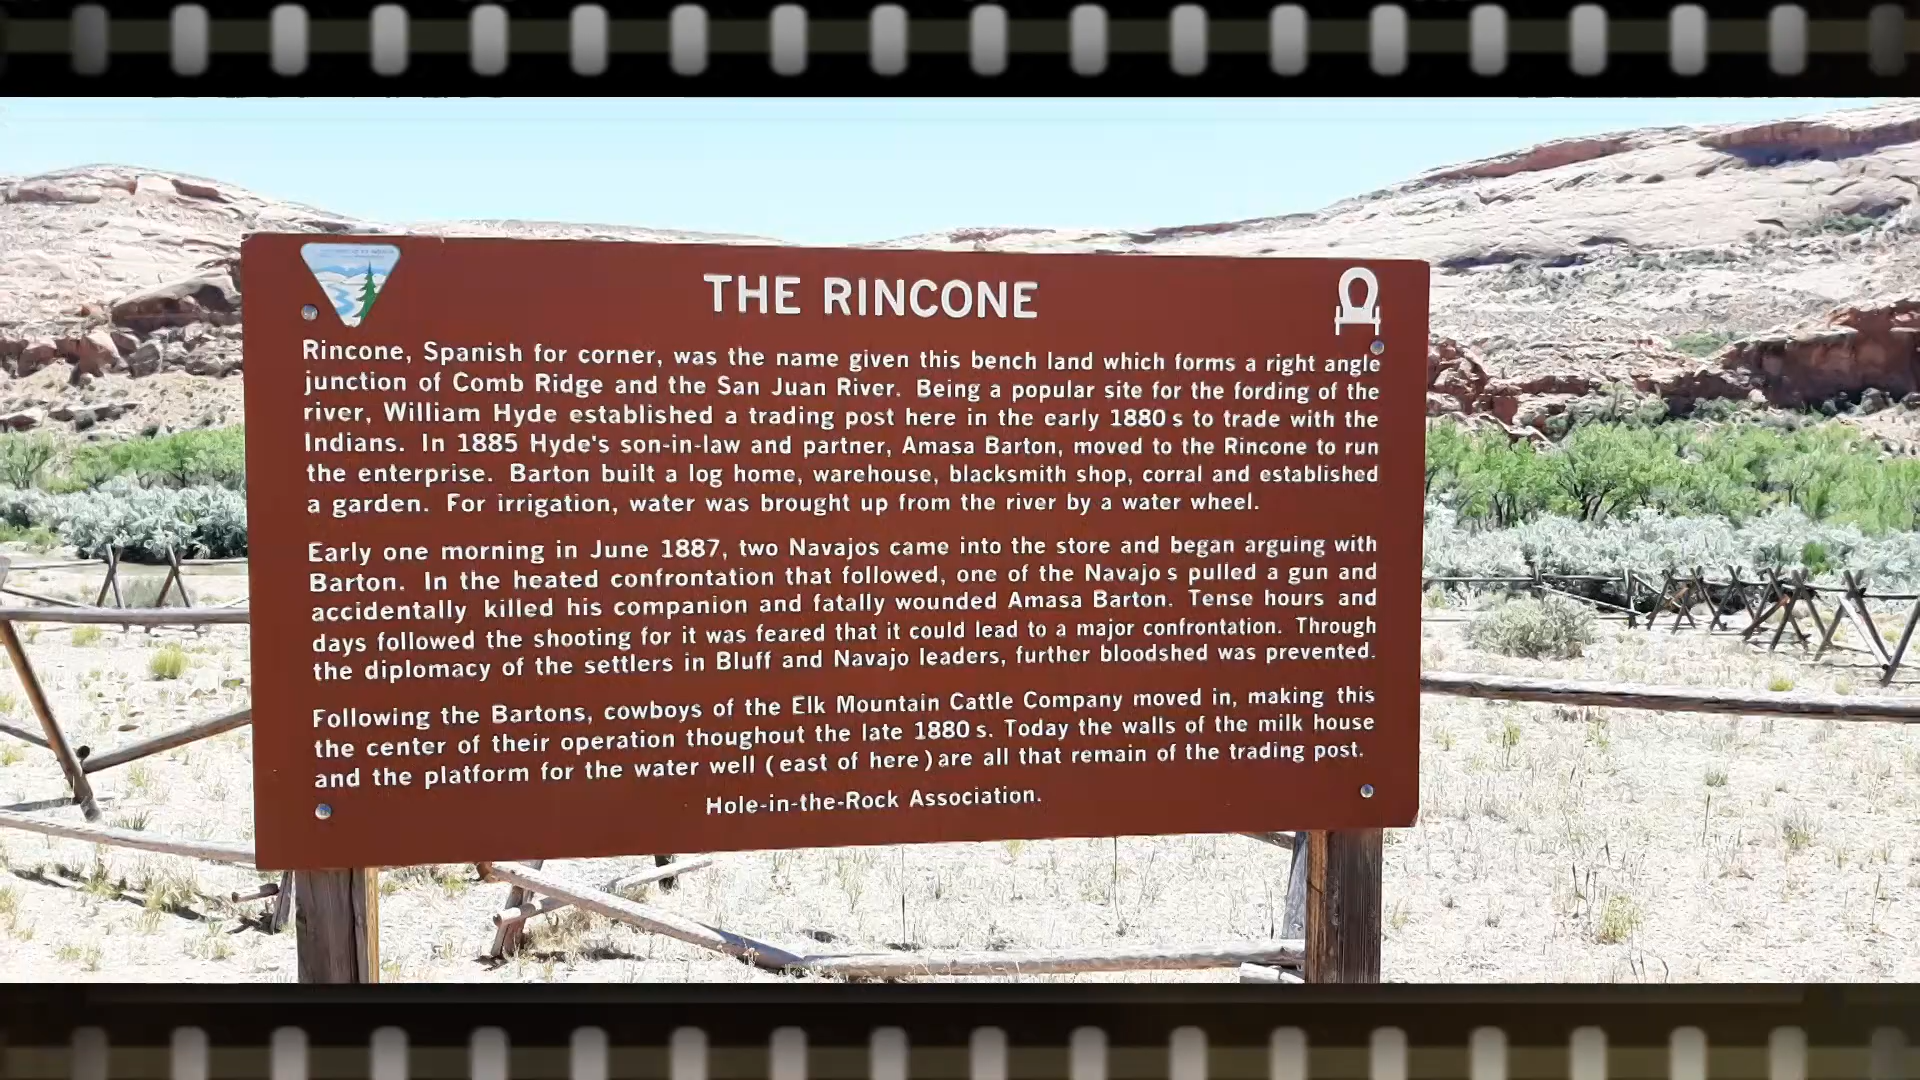 THE RINCONE
Rincone, Spanish for corner, was the name given this bench land which forms a right angle
junction of Comb Ridge and the San Juan River. Being a popular site for the fording of the
river, William Hyde established a trading post here in the early 1880s to trade with the
Indians. In 1885 Hyde's son-in-law and partner, Amasa Barton, moved to the Rincone to run
the enterprise. Barton built a log home, warehouse, blacksmith shop, corral and established
a garden. For irrigation, water was brought up from the river by a water wheel.
Early one morning in June 1887, two Navajos came into the store and began arguing with
Barton. In the heated confrontation that followed, one of the Navajos pulled a gun and
accidentally killed his companion and fatally wounded Amasa Barton. Tense hours and
days followed the shooting for it was feared that it could lead to a major confrontation. Through
the diplomacy of the settlers in Bluff and Navajo leaders, further bloodshed was prevented.
Following the Bartons, cowboys of the Elk Mountain Cattle Company moved in, making this
the center of their operation thoughout the late 1880s. Today the walls of the milk house
and the platform for the water well (east of here) are all that remain of the trading post.
Hole-in-the-Rock Association.